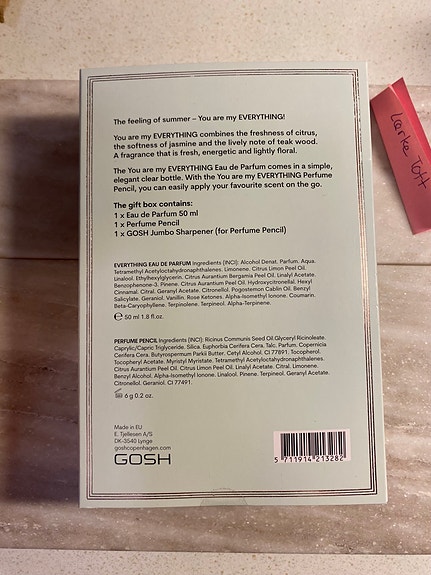 The feeling of summer – You are my EVERYTHING!
You are my EVERYTHING combines the freshness of citrus,
the softness of jasmine and the lively note of teak wood.
A fragrance that is fresh, energetic and lightly floral.
The You are my EVERYTHING Eau de Parfum comes in a simple,
elegant clear bottle. With the You are my EVERYTHING Perfume
Pencil, you can easily apply your favourite scent on the go.
The gift box contains:
1 x Eau de Parfum 50 ml
1 x Perfume Pencil
1 x GOSH Jumbo Sharpener (for Perfume Pencil)
EVERYTHING EAU DE PARFUM Ingredients (INCI): Alcohol Denat. Parfum. Aqua.
Tetramethyl Acetyloctahydronaphthalenes. Limonene. Citrus Limon Peel Oil.
Linalool. Ethylhexylglycerin. Citrus Aurantium Bergamia Peel Oil. Linalyl Acetate.
Benzophenone-3. Pinene. Citrus Aurantium Peel Oil. Hydroxycitronellal. Hexyl
Cinnamal. Citral. Geranyl Acetate. Citronellol. Pogostemon Cablin Oil. Benzyl
Salicylate. Geraniol. Vanillin. Rose Ketones. Alpha-Isomethyl Ionone. Coumarin.
Beta-Caryophyllene. Terpinolene. Terpineol. Alpha-Terpinene.
℮ 50 ml 1.8 fl.oz.
PERFUME PENCIL Ingredients (INCI): Ricinus Communis Seed Oil.Glyceryl Ricinoleate.
Caprylic/Capric Triglyceride. Silica. Euphorbia Cerifera Cera. Talc. Parfum. Copernicia
Cerifera Cera. Butyrospermum Parkii Butter. Cetyl Alcohol. CI 77891. Tocopherol.
Tocopheryl Acetate. Myristyl Myristate. Tetramethyl Acetyloctahydronaphthalenes.
Citrus Aurantium Peel Oil. Citrus Limon Peel Oil. Linalyl Acetate. Citral. Limonene.
Benzyl Alcohol. Alpha-Isomethyl Ionone. Linalool. Pinene. Terpineol. Geranyl Acetate.
Citronellol. Geraniol. CI 77491.
6 g 0.2 oz.
Made in EU
E. Tjellesen A/S
DK-3540 Lynge
goshcopenhagen.com
GOSH
5 711914 213282
Lærke Toft